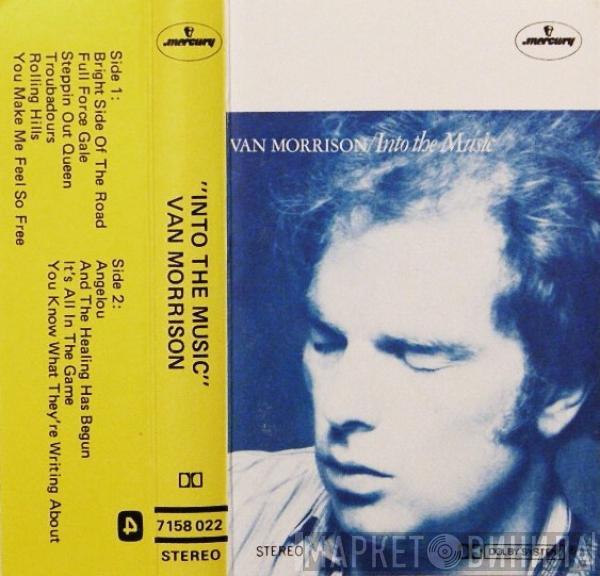 Side 1:
Bright Side Of The Road
Full Force Gale
Steppin Out Queen
Troubadours
Rolling Hills
You Make Me Feel So Free
Side 2:
Angelou
And The Healing Has Begun
It's All In The Game
You Know What They're Writing About
4
mercury
"INTO THE MUSIC"
VAN MORRISON
7158 022
STEREO
mercury
VAN MORRISON/Into the Music
STEREO
DOLBY SYSTEM
МАРКЕТ ВИНИЛА